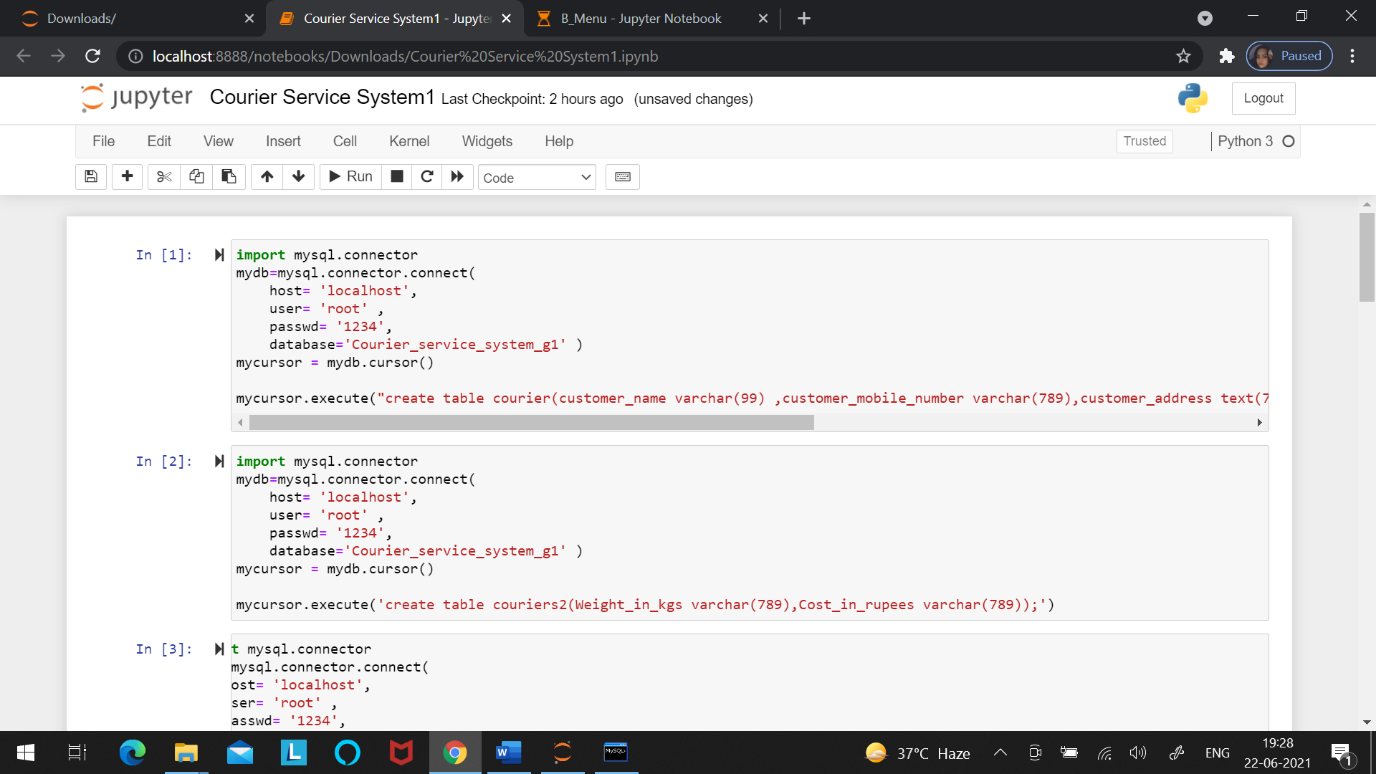 Downloads/
Courier Service System1 - Jupyte
B_Menu - Jupyter Notebook
localhost:8888/notebooks/Downloads/Courier%20Service%20System1.ipynb
Paused
jupyter Courier Service System1 Last Checkpoint: 2 hours ago (unsaved changes)
Logout
File Edit View Insert Cell Kernel Widgets Help
Trusted
Python 3
Run
Code
In [1]:
import mysql.connector
mydb=mysql.connector.connect(
    host= 'localhost',
    user= 'root' ,
    passwd= '1234',
    database='Courier_service_system_g1' )
mycursor = mydb.cursor()
mycursor.execute("create table courier(customer_name varchar(99) ,customer_mobile_number varchar(789),customer_address text(7
In [2]:
import mysql.connector
mydb=mysql.connector.connect(
    host= 'localhost',
    user= 'root' ,
    passwd= '1234',
    database='Courier_service_system_g1' )
mycursor = mydb.cursor()
mycursor.execute('create table couriers2(Weight_in_kgs varchar(789),Cost_in_rupees varchar(789));')
In [3]:
t mysql.connector
mysql.connector.connect(
ost= 'localhost',
ser= 'root' ,
asswd= '1234',
L
W
MySQL
37°C Haze
ENG
19:28
22-06-2021
1